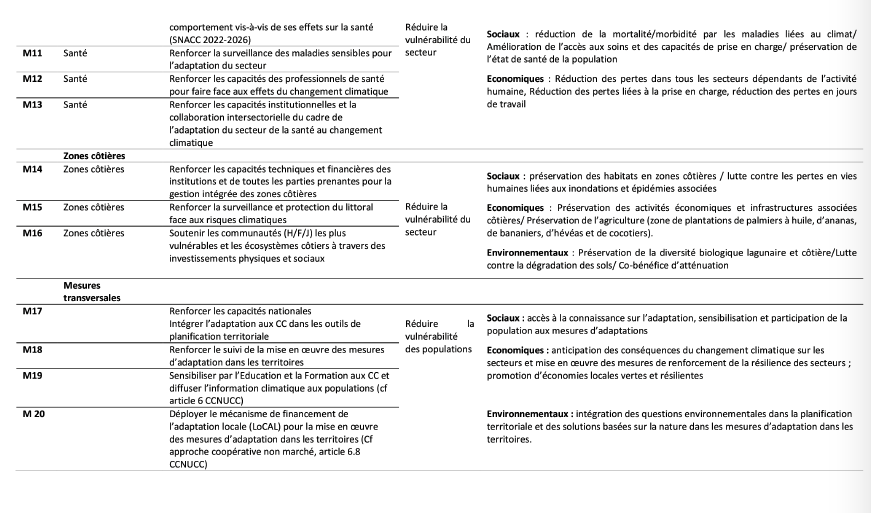 comportement vis-à-vis de ses effets sur la santé
(SNACC 2022-2026)
Réduire la
vulnérabilité du
secteur
Sociaux : réduction de la mortalité/morbidité par les maladies liées au climat/
Amélioration de l'accès aux soins et des capacités de prise en charge/ préservation de
l'état de santé de la population
Economiques : Réduction des pertes dans tous les secteurs dépendants de l'activité
humaine, Réduction des pertes liées à la prise en charge, réduction des pertes en jours
de travail
M11 Santé Renforcer la surveillance des maladies sensibles pour
l'adaptation du secteur
M12 Santé Renforcer les capacités des professionnels de santé
pour faire face aux effets du changement climatique
M13 Santé Renforcer les capacités institutionnelles et la
collaboration intersectorielle du cadre de
l'adaptation du secteur de la santé au changement
climatique
Zones côtières
M14 Zones côtières Renforcer les capacités techniques et financières des
institutions et de toutes les parties prenantes pour la
gestion intégrée des zones côtières
M15 Zones côtières Renforcer la surveillance et protection du littoral
face aux risques climatiques
M16 Zones côtières Soutenir les communautés (H/F/J) les plus
vulnérables et les écosystèmes côtiers à travers des
investissements physiques et sociaux
Réduire la
vulnérabilité du
secteur
Sociaux : préservation des habitats en zones côtières / lutte contre les pertes en vies
humaines liées aux inondations et épidémies associées
Economiques : Préservation des activités économiques et infrastructures associées
côtières/ Préservation de l'agriculture (zone de plantations de palmiers à huile, d'ananas,
de bananiers, d'hévéas et de cocotiers).
Environnementaux : Préservation de la diversité biologique lagunaire et côtière/Lutte
contre la dégradation des sols/ Co-bénéfice d'atténuation
Mesures
transversales
M17 Renforcer les capacités nationales
Intégrer l'adaptation aux CC dans les outils de
planification territoriale
M18 Renforcer le suivi de la mise en œuvre des mesures
d'adaptation dans les territoires
M19 Sensibiliser par l'Education et la Formation aux CC et
diffuser l'information climatique aux populations (cf
article 6 CCNUCC)
M 20 Déployer le mécanisme de financement de
l'adaptation locale (LoCAL) pour la mise en œuvre
des mesures d'adaptation dans les territoires (Cf
approche coopérative non marché, article 6.8
CCNUCC)
Réduire la
vulnérabilité
des populations
Sociaux : accès à la connaissance sur l'adaptation, sensibilisation et participation de la
population aux mesures d'adaptations
Economiques : anticipation des conséquences du changement climatique sur les
secteurs et mise en œuvre des mesures de renforcement de la résilience des secteurs ;
promotion d'économies locales vertes et résilientes
Environnementaux : intégration des questions environnementales dans la planification
territoriale et des solutions basées sur la nature dans les mesures d'adaptation dans les
territoires.